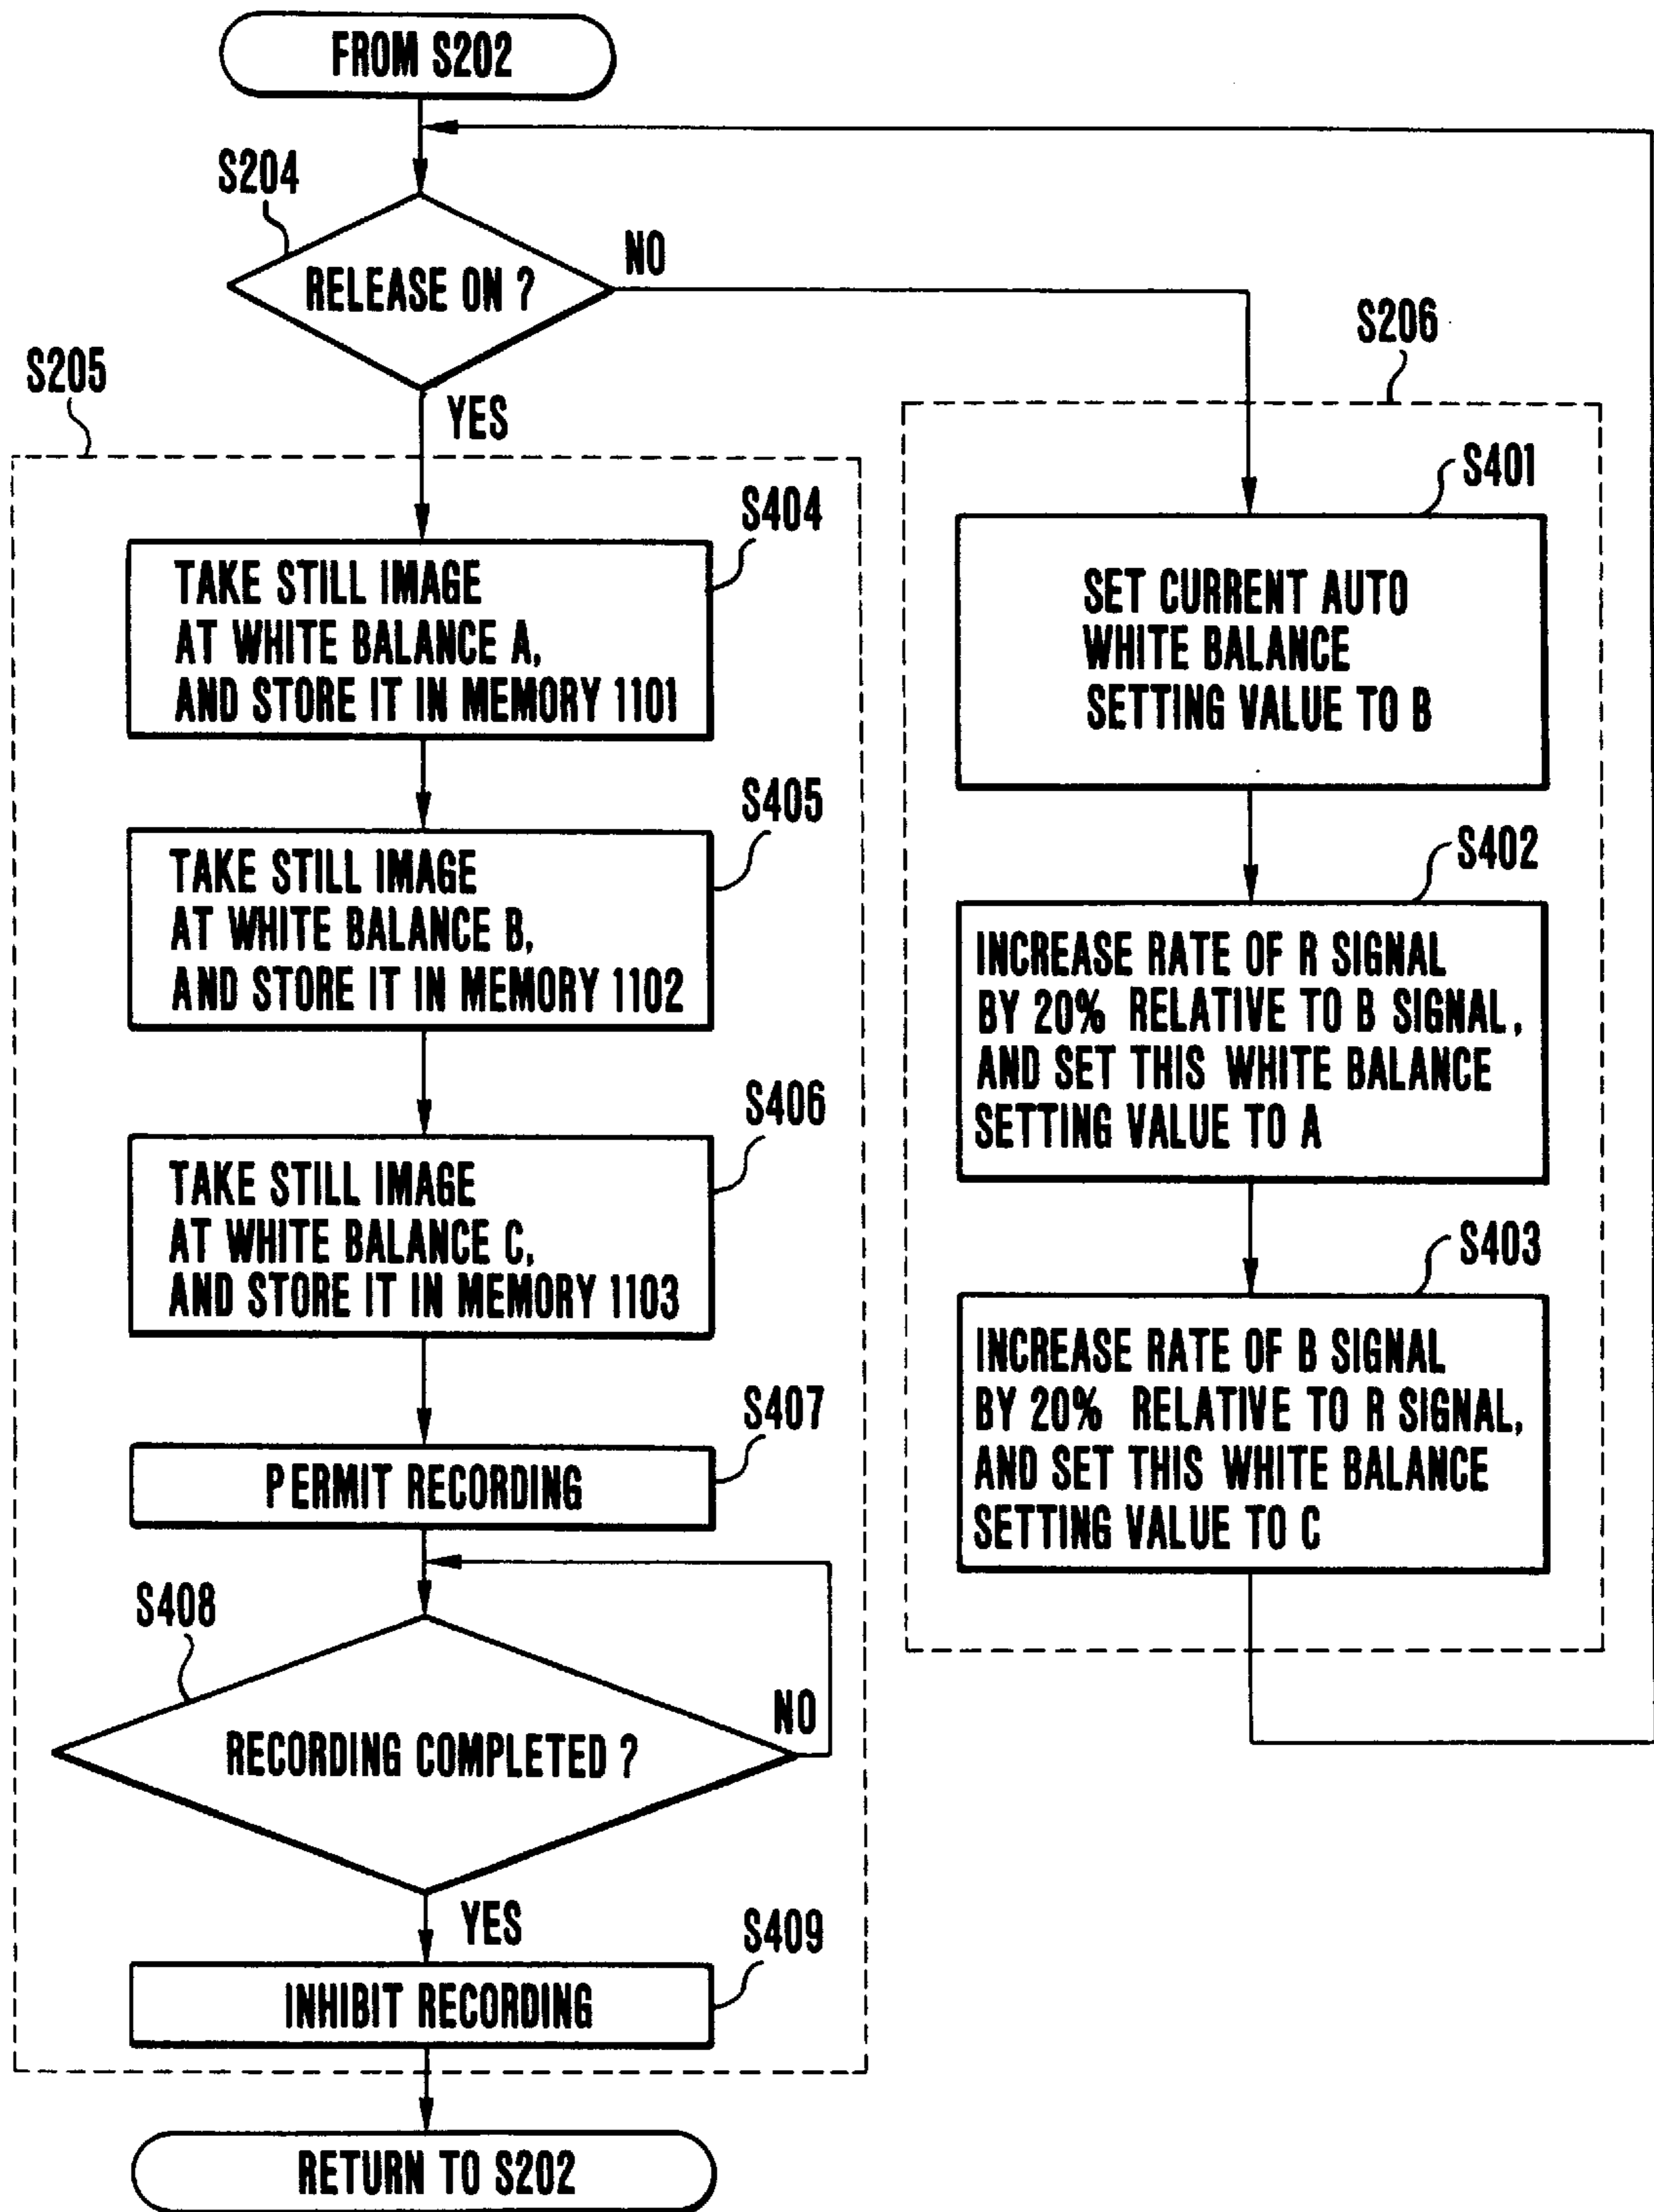 FROM S202
S204
RELEASE ON ?
NO
YES
S205
S404
TAKE STILL IMAGE
AT WHITE BALANCE A,
AND STORE IT IN MEMORY 1101
S405
TAKE STILL IMAGE
AT WHITE BALANCE B,
AND STORE IT IN MEMORY 1102
S406
TAKE STILL IMAGE
AT WHITE BALANCE C,
AND STORE IT IN MEMORY 1103
S407
PERMIT RECORDING
S408
RECORDING COMPLETED ?
NO
YES
S409
INHIBIT RECORDING
RETURN TO S202
S206
S401
SET CURRENT AUTO
WHITE BALANCE
SETTING VALUE TO B
S402
INCREASE RATE OF R SIGNAL
BY 20% RELATIVE TO B SIGNAL,
AND SET THIS WHITE BALANCE
SETTING VALUE TO A
S403
INCREASE RATE OF B SIGNAL
BY 20% RELATIVE TO R SIGNAL,
AND SET THIS WHITE BALANCE
SETTING VALUE TO C